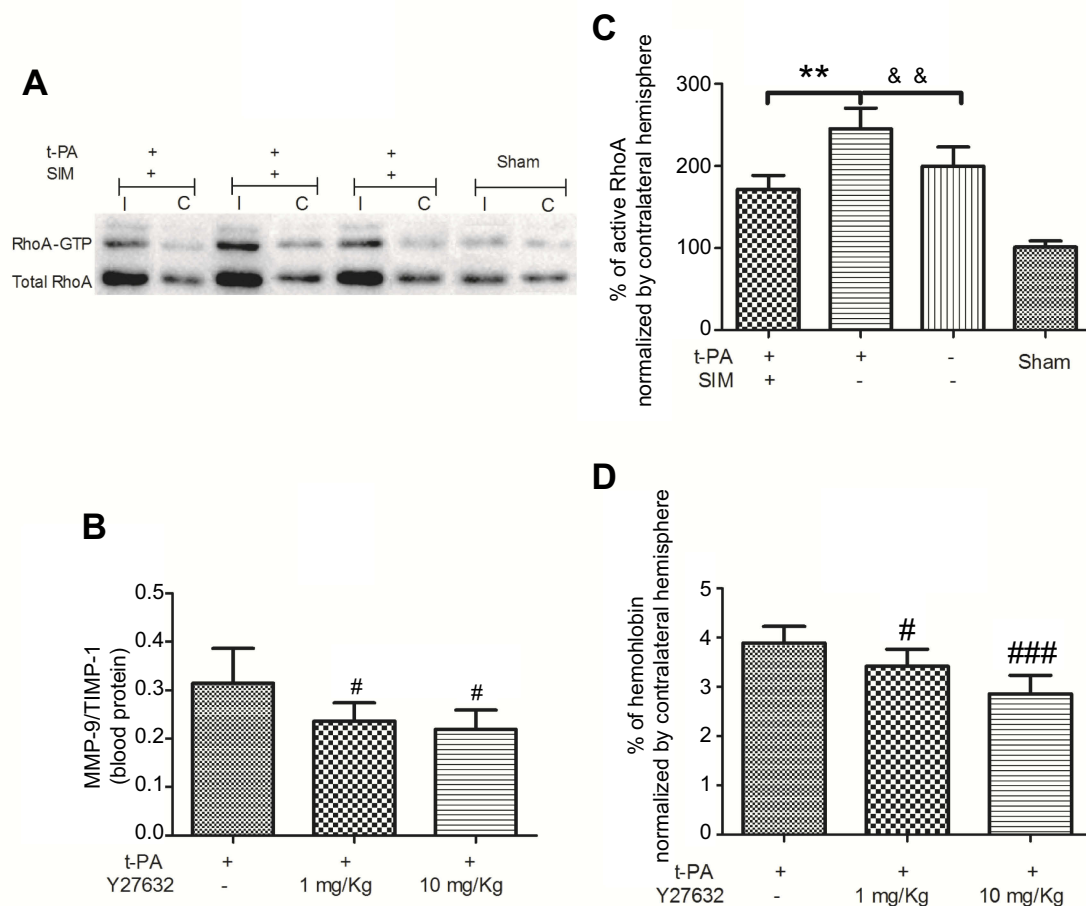 A
t-PA + + + Sham
SIM + + +
I C I C I C I C
RhoA-GTP
Total RhoA
C
% of active RhoA
normalized by contralateral hemisphere
** & &
300
200
100
0
t-PA + + - Sham
SIM + - -
B
MMP-9/TIMP-1
(blood protein)
0.5
0.4
0.3
0.2
0.1
0.0
# #
t-PA + + +
Y27632 - 1 mg/Kg 10 mg/Kg
D
% of hemohlobin
normalized by contralateral hemisphere
5
4
3
2
1
0
# ###
t-PA + + +
Y27632 - 1 mg/Kg 10 mg/Kg